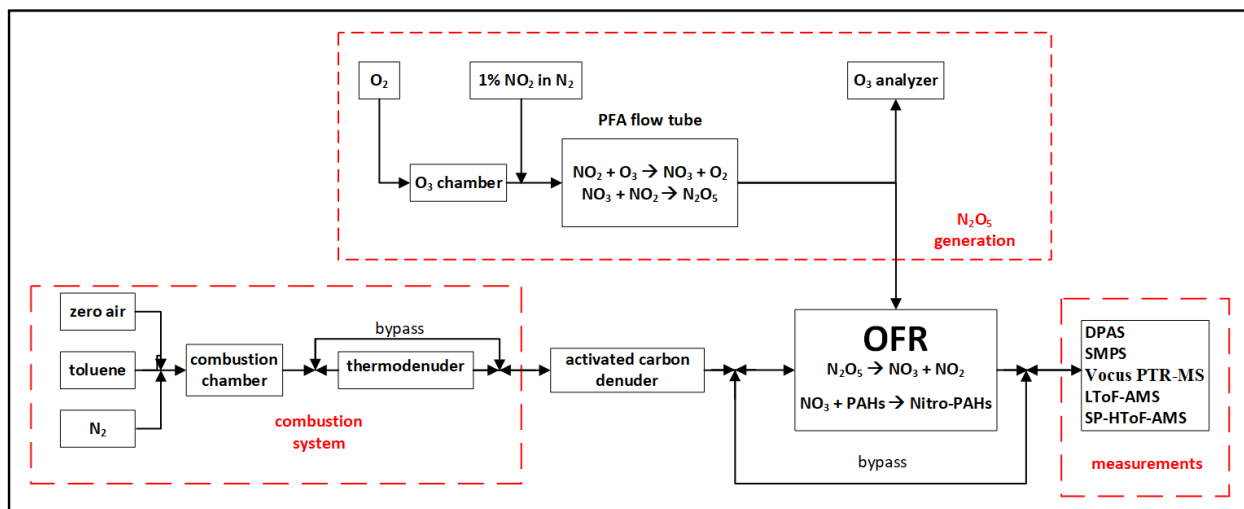 O₂
1% NO₂ in N₂
O₃ analyzer
PFA flow tube
O₃ chamber
NO₂ + O₃ → NO₃ + O₂
NO₃ + NO₂ → N₂O₅
N₂O₅
generation
zero air
toluene
N₂
combustion
chamber
bypass
thermodenuder
combustion
system
activated carbon
denuder
OFR
N₂O₅ → NO₃ + NO₂
NO₃ + PAHs → Nitro-PAHs
bypass
DPAS
SMPS
Vocus PTR-MS
LToF-AMS
SP-HToF-AMS
measurements